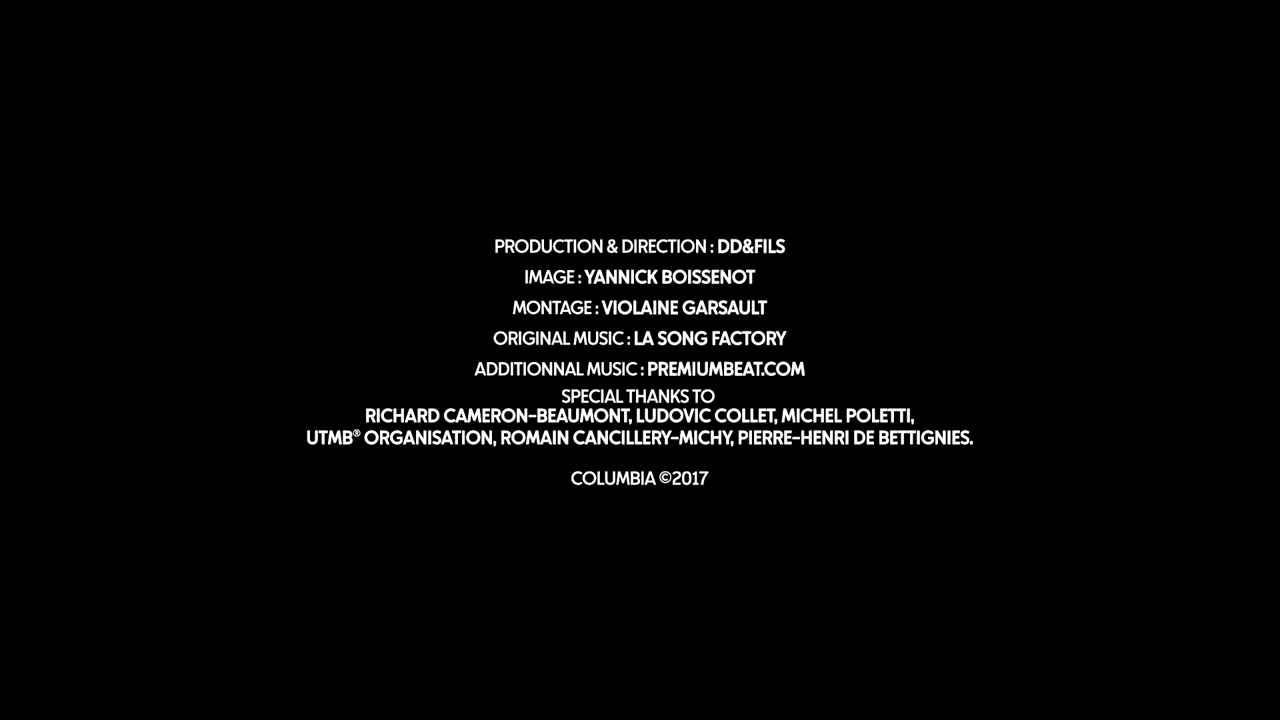 PRODUCTION & DIRECTION : DD&FILS
IMAGE : YANNICK BOISSENOT
MONTAGE : VIOLAINE GARSAULT
ORIGINAL MUSIC : LA SONG FACTORY
ADDITIONNAL MUSIC : PREMIUMBEAT.COM
SPECIAL THANKS TO
RICHARD CAMERON-BEAUMONT, LUDOVIC COLLET, MICHEL POLETTI,
UTMB® ORGANISATION, ROMAIN CANCILLERY-MICHY, PIERRE-HENRI DE BETTIGNIES.
COLUMBIA ©2017